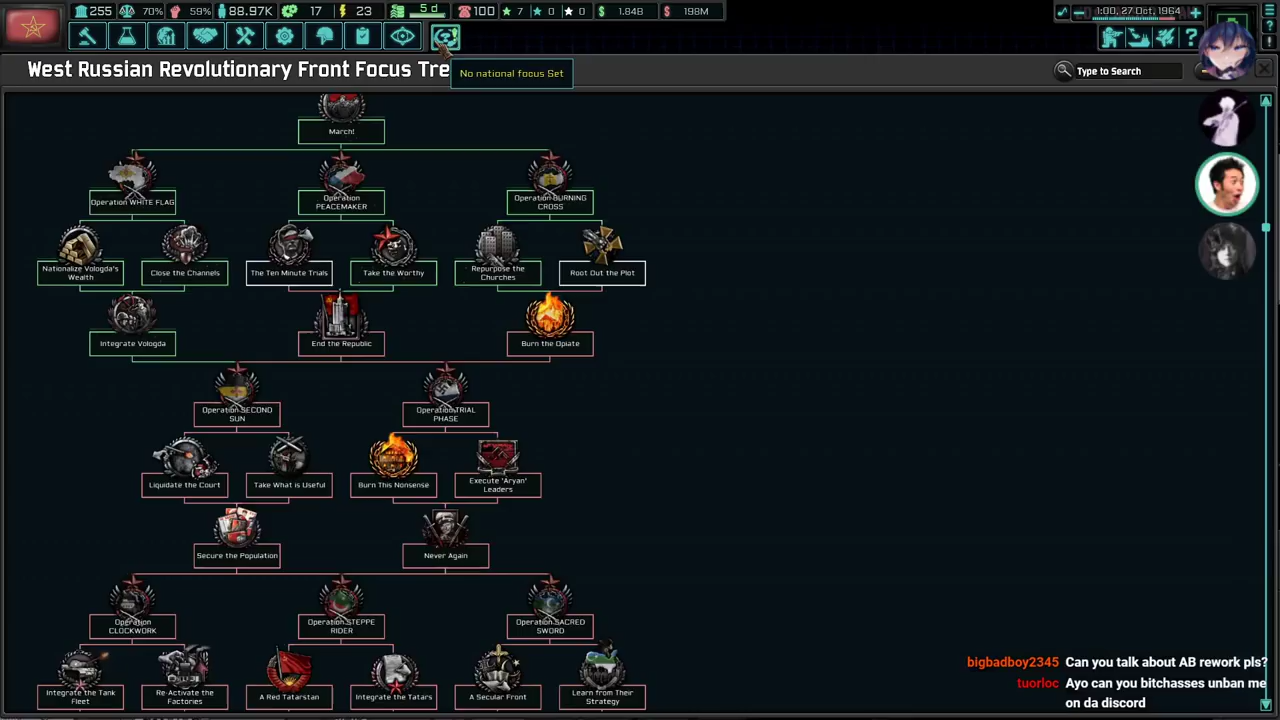 255 70% 59% 88.97K 17 23 5 d 100 7 0 0 1.84B 198M 1:00, 27 Oct, 1964
West Russian Revolutionary Front Focus Tre
No national focus Set
Type to Search
March!
Operation WHITE FLAG
Operation
PEACEMAKER
Operation BURNING
CROSS
Nationalize Vologda's
Wealth
Close the Channels
The Ten Minute Trials
Take the Worthy
Repurpose the
Churches
Root Out the Plot
Integrate Vologda
End the Republic
Burn the Opiate
Operation SECOND
SUN
Operation TRIAL
PHASE
Liquidate the Court
Take What is Useful
Burn This Nonsense
Execute 'Aryan'
Leaders
Secure the Population
Never Again
Operation
CLOCKWORK
Operation STEPPE
RIDER
Operation SACRED
SWORD
Integrate the Tank
Fleet
Re-Activate the
Factories
A Red Tatarstan
Integrate the Tatars
A Secular Front
Learn from Their
Strategy
bigbadboy2345 Can you talk about AB rework pls?
tuorloc Ayo can you bitchasses unban me
on da discord